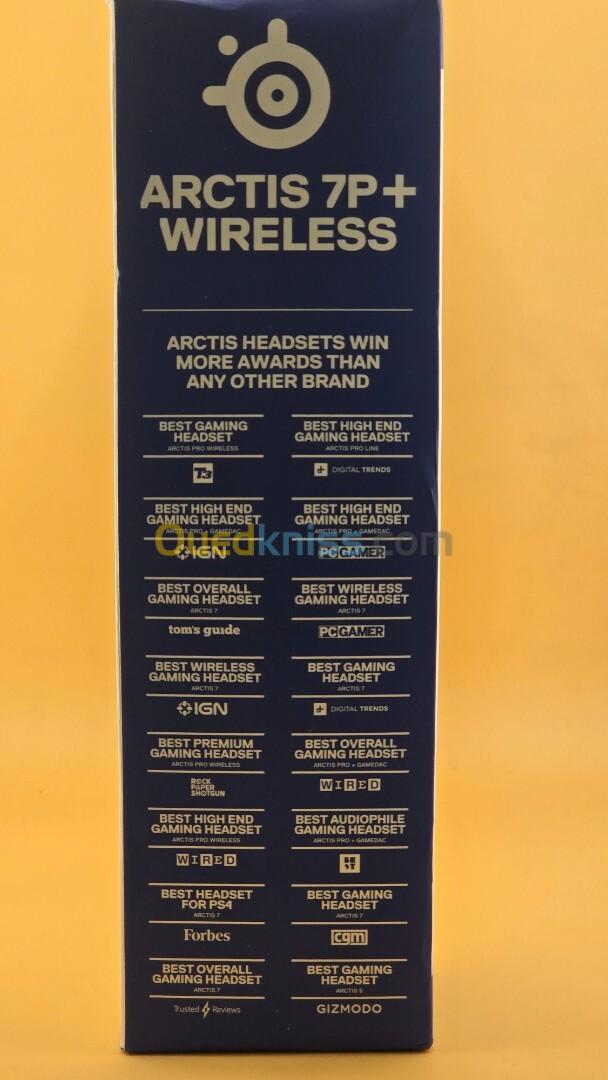 ARCTIS 7P+
WIRELESS
ARCTIS HEADSETS WIN
MORE AWARDS THAN
ANY OTHER BRAND
BEST GAMING
HEADSET
ARCTIS PRO WIRELESS
T3
BEST HIGH END
GAMING HEADSET
ARCTIS PRO LINE
DIGITAL TRENDS
BEST HIGH END
GAMING HEADSET
ARCTIS PRO + GAMEDAC
IGN
BEST HIGH END
GAMING HEADSET
ARCTIS PRO + GAMEDAC
PCGAMER
Ouedkniss.com
BEST OVERALL
GAMING HEADSET
ARCTIS 7
tom's guide
BEST WIRELESS
GAMING HEADSET
ARCTIS 7
PCGAMER
BEST WIRELESS
GAMING HEADSET
ARCTIS 7
IGN
BEST GAMING
HEADSET
ARCTIS 7
DIGITAL TRENDS
BEST PREMIUM
GAMING HEADSET
ARCTIS PRO WIRELESS
ROCK
PAPER
SHOTGUN
BEST OVERALL
GAMING HEADSET
ARCTIS PRO + GAMEDAC
WIRED
BEST HIGH END
GAMING HEADSET
ARCTIS PRO WIRELESS
WIRED
BEST AUDIOPHILE
GAMING HEADSET
ARCTIS PRO + GAMEDAC
BEST HEADSET
FOR PS4
ARCTIS 7
Forbes
BEST GAMING
HEADSET
ARCTIS 7
cgm
BEST OVERALL
GAMING HEADSET
ARCTIS 7
Trusted Reviews
BEST GAMING
HEADSET
ARCTIS 5
GIZMODO